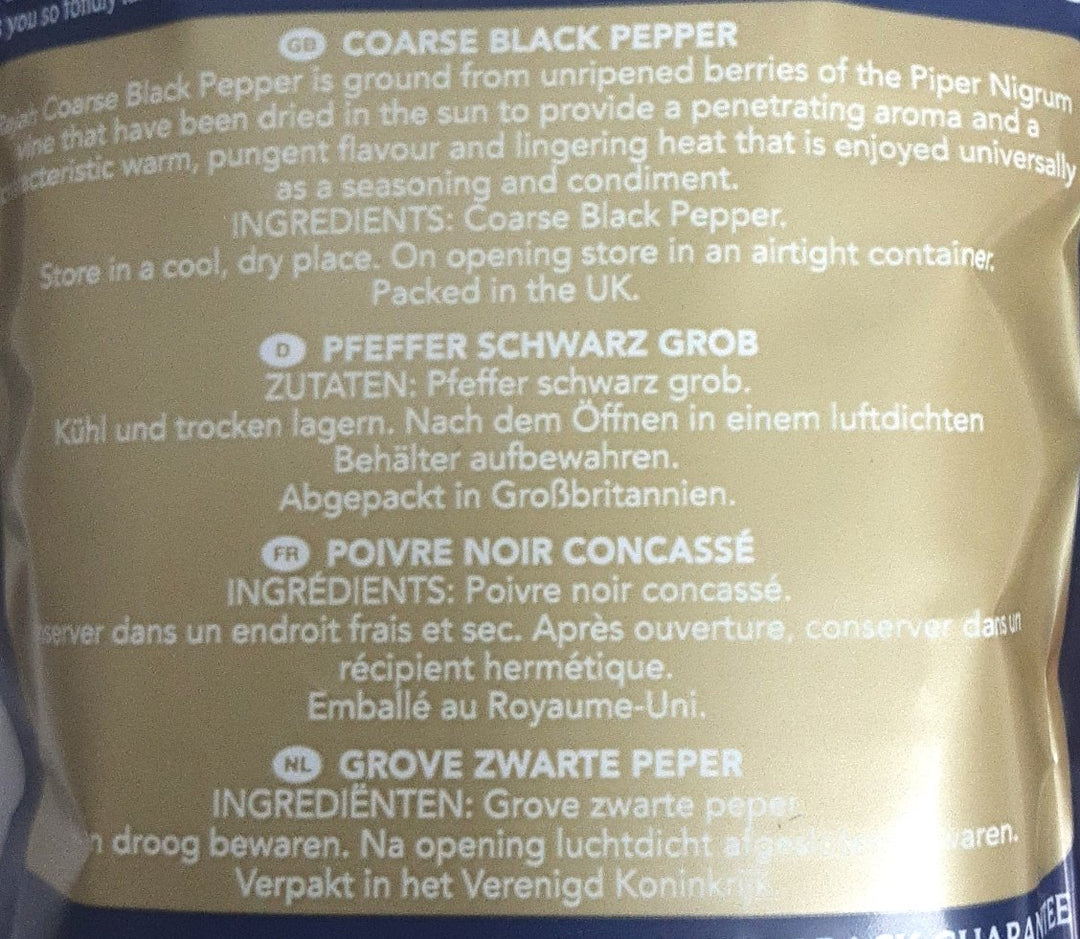 you so fondly
GB COARSE BLACK PEPPER
Coarse Black Pepper is ground from unripened berries of the Piper Nigrum
vine that have been dried in the sun to provide a penetrating aroma and a
characteristic warm, pungent flavour and lingering heat that is enjoyed universally
as a seasoning and condiment.
INGREDIENTS: Coarse Black Pepper.
Store in a cool, dry place. On opening store in an airtight container.
Packed in the UK.
D PFEFFER SCHWARZ GROB
ZUTATEN: Pfeffer schwarz grob.
Kühl und trocken lagern. Nach dem Öffnen in einem luftdichten
Behälter aufbewahren.
Abgepackt in Großbritannien.
FR POIVRE NOIR CONCASSÉ
INGRÉDIENTS: Poivre noir concassé.
server dans un endroit frais et sec. Après ouverture, conserver dans un
récipient hermétique.
Emballé au Royaume-Uni.
NL GROVE ZWARTE PEPER
INGREDIËNTEN: Grove zwarte peper
droog bewaren. Na opening luchtdicht afgesloten waren.
Verpakt in het Verenigd Koninkrijk
GUARANTEE